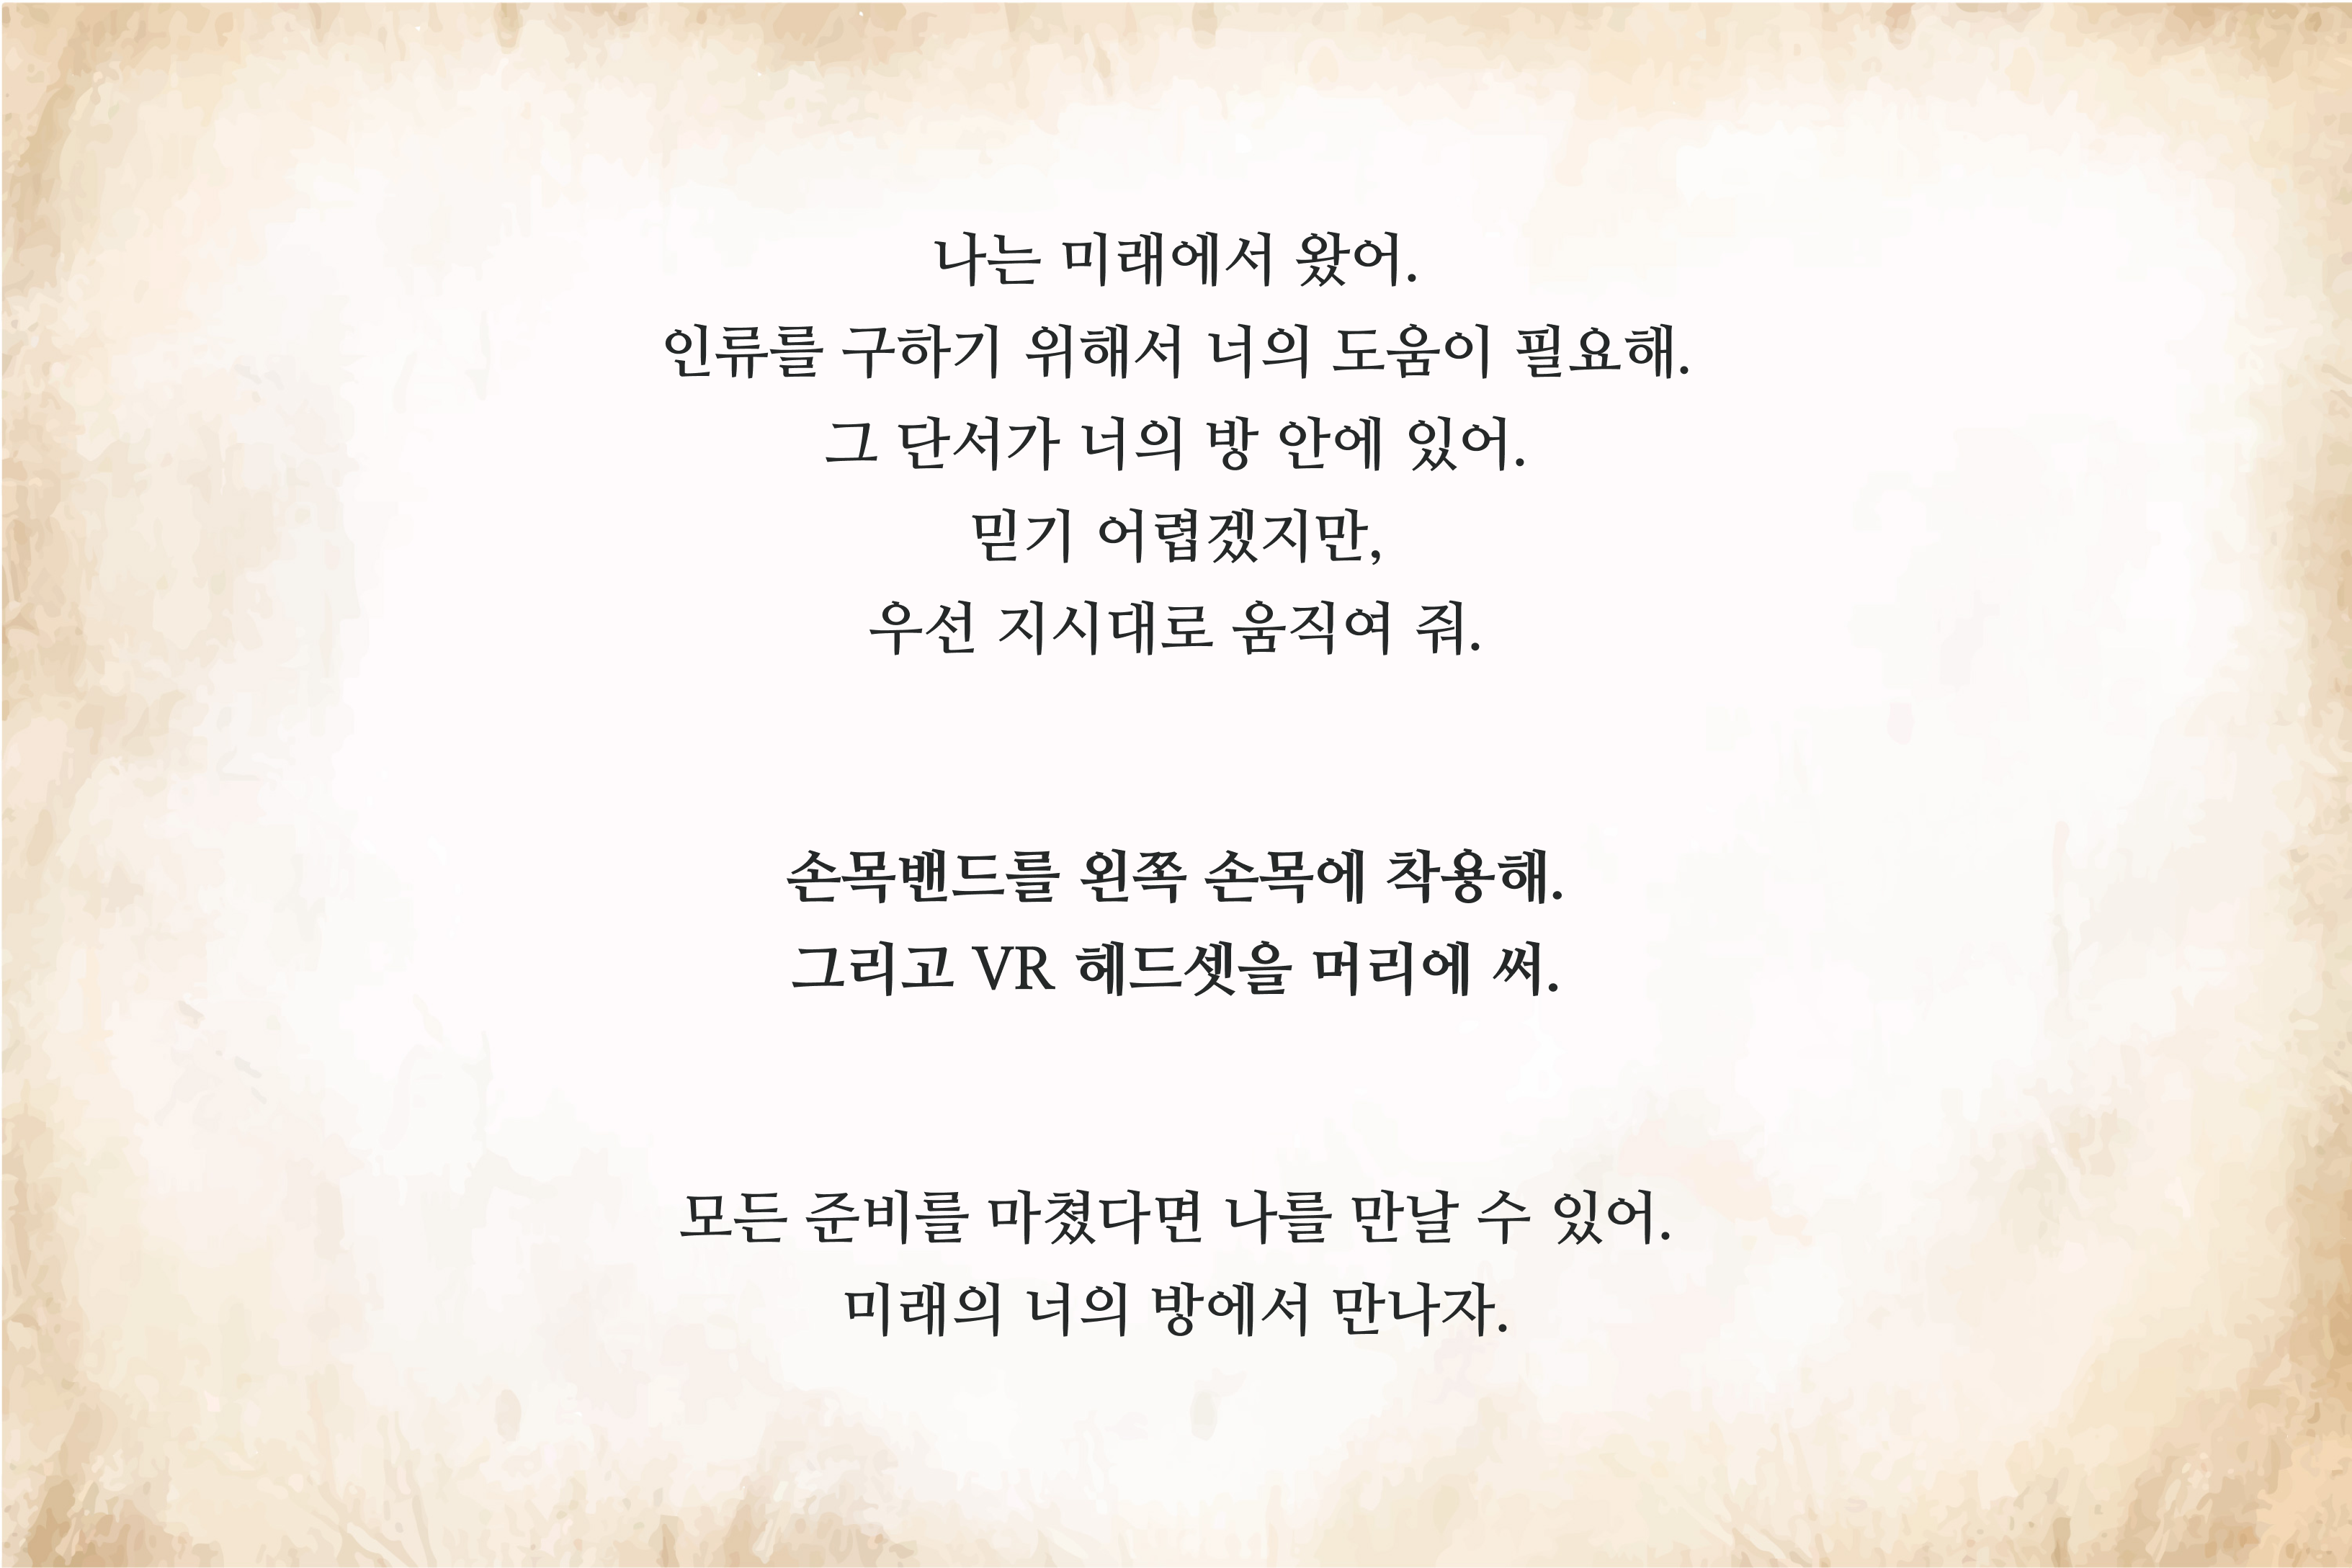 나는 미래에서 왔어.
인류를 구하기 위해서 너의 도움이 필요해.
그 단서가 너의 방 안에 있어.
믿기 어렵겠지만,
우선 지시대로 움직여 줘.
손목밴드를 왼쪽 손목에 착용해.
그리고 VR 헤드셋을 머리에 써.
모든 준비를 마쳤다면 나를 만날 수 있어.
미래의 너의 방에서 만나자.